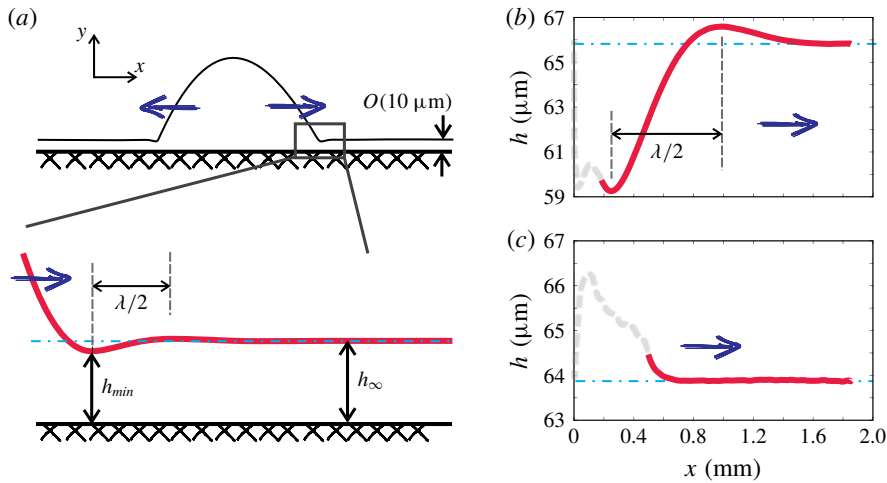 (a)
y
x
O(10 μm)
λ/2
h_min
h_∞
(b)
67
65
h (μm)
63
61
59
λ/2
(c)
67
66
h (μm)
65
64
63
0
0.4
0.8
1.2
1.6
2.0
x (mm)